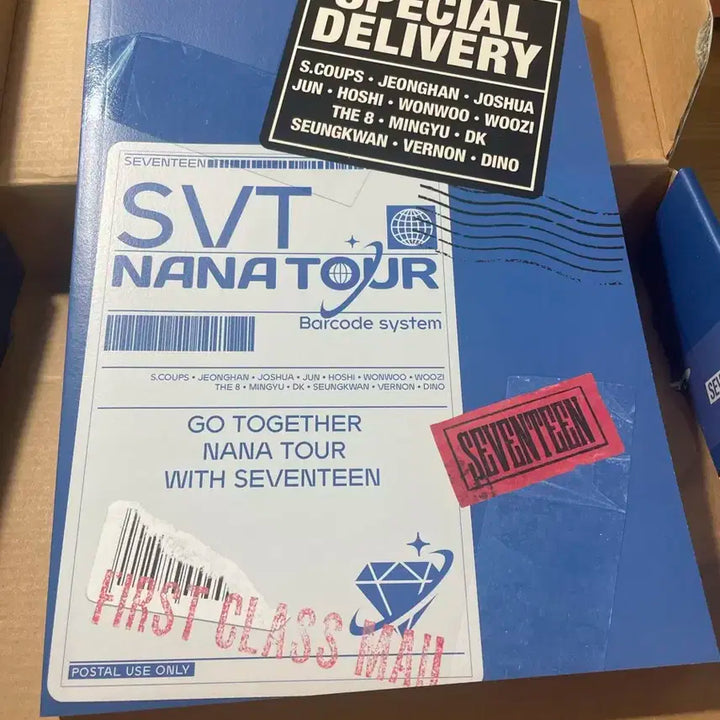 SPECIAL
DELIVERY
S.COUPS • JEONGHAN • JOSHUA
JUN • HOSHI • WONWOO • WOOZI
THE 8 • MINGYU • DK
SEUNGKWAN • VERNON • DINO
SEVENTEEN
SVT
NANA TOUR
Barcode system
S.COUPS • JEONGHAN • JOSHUA • JUN • HOSHI • WONWOO • WOOZI
THE 8 • MINGYU • DK • SEUNGKWAN • VERNON • DINO
GO TOGETHER
NANA TOUR
WITH SEVENTEEN
SEVENTEEN
FIRST CLASS MAIL
POSTAL USE ONLY